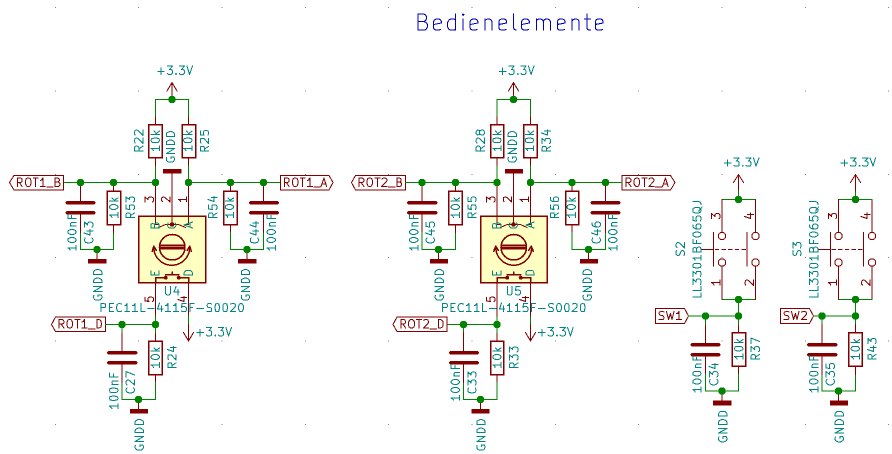 Bedienelemente
+3.3V
R22
10k
R25
10k
GNDD
ROT1_B
ROT1_A
C43
100nF
R53
10k
R54
10k
C44
100nF
GNDD
GNDD
3
2
1
B
C
A
E
D
5
4
U4
PEC11L-4115F-S0020
ROT1_D
+3.3V
C27
100nF
R24
10k
GNDD
+3.3V
R28
10k
R34
10k
GNDD
ROT2_B
ROT2_A
C45
100nF
R55
10k
R56
10k
C46
100nF
GNDD
GNDD
3
2
1
B
C
A
E
D
5
4
U5
PEC11L-4115F-S0020
ROT2_D
+3.3V
C33
100nF
R33
10k
GNDD
+3.3V
S2
LL3301BF065QJ
3
4
1
2
SW1
C34
100nF
R37
10k
GNDD
+3.3V
S3
LL3301BF065QJ
3
4
1
2
SW2
C35
100nF
R43
10k
GNDD